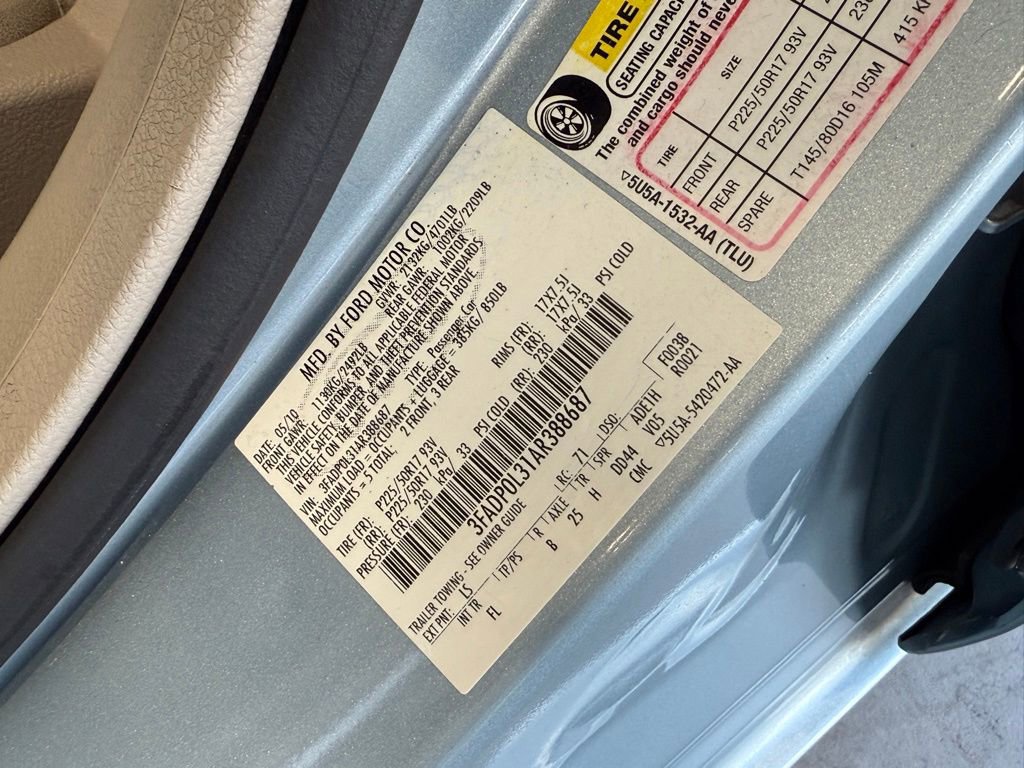 TIRE
SEATING CAPACI
The combined weight of
and cargo should neve
TIRE SIZE
FRONT P225/50R17 93V
REAR P225/50R17 93V
SPARE T145/80D16 105M 415 K
▽5U5A-1532-AA (TLU)
MFD. BY FORD MOTOR CO
DATE: 05/10 GVWR: 2132KG/4701LB
FRONT GAWR: 1130KG/2492LB REAR GAWR: 1002KG/2209LB
THIS VEHICLE CONFORMS TO ALL APPLICABLE FEDERAL MOTOR
VEHICLE SAFETY, BUMPER, AND THEFT PREVENTION STANDARDS
IN EFFECT ON THE DATE OF MANUFACTURE SHOWN ABOVE
VIN: 3FADP0L31AR388687 TYPE: Passenger Car
MAXIMUM LOAD = OCCUPANTS + LUGGAGE = 385KG/ 850LB
OCCUPANTS = 5 TOTAL: 2 FRONT, 3 REAR
TIRE (FR): P225/50R17 93V RIMS (FR): 17X7.5J
(RR): P225/50R17 93V (RR): 17X7.5J
PRESSURE (FR): 230 kPa/ 33 PSI COLD (RR): 230 kPa/ 33 PSI COLD
3FADP0L31AR388687
TRAILER TOWING - SEE OWNER GUIDE F0038
EXT PNT: LS RC: 71 DSO: R0021
INT TR TP/PS R AXLE TR SPR ADETH
FL B 25 H DD44 V05
CMC ▽5U5A-5420472-AA